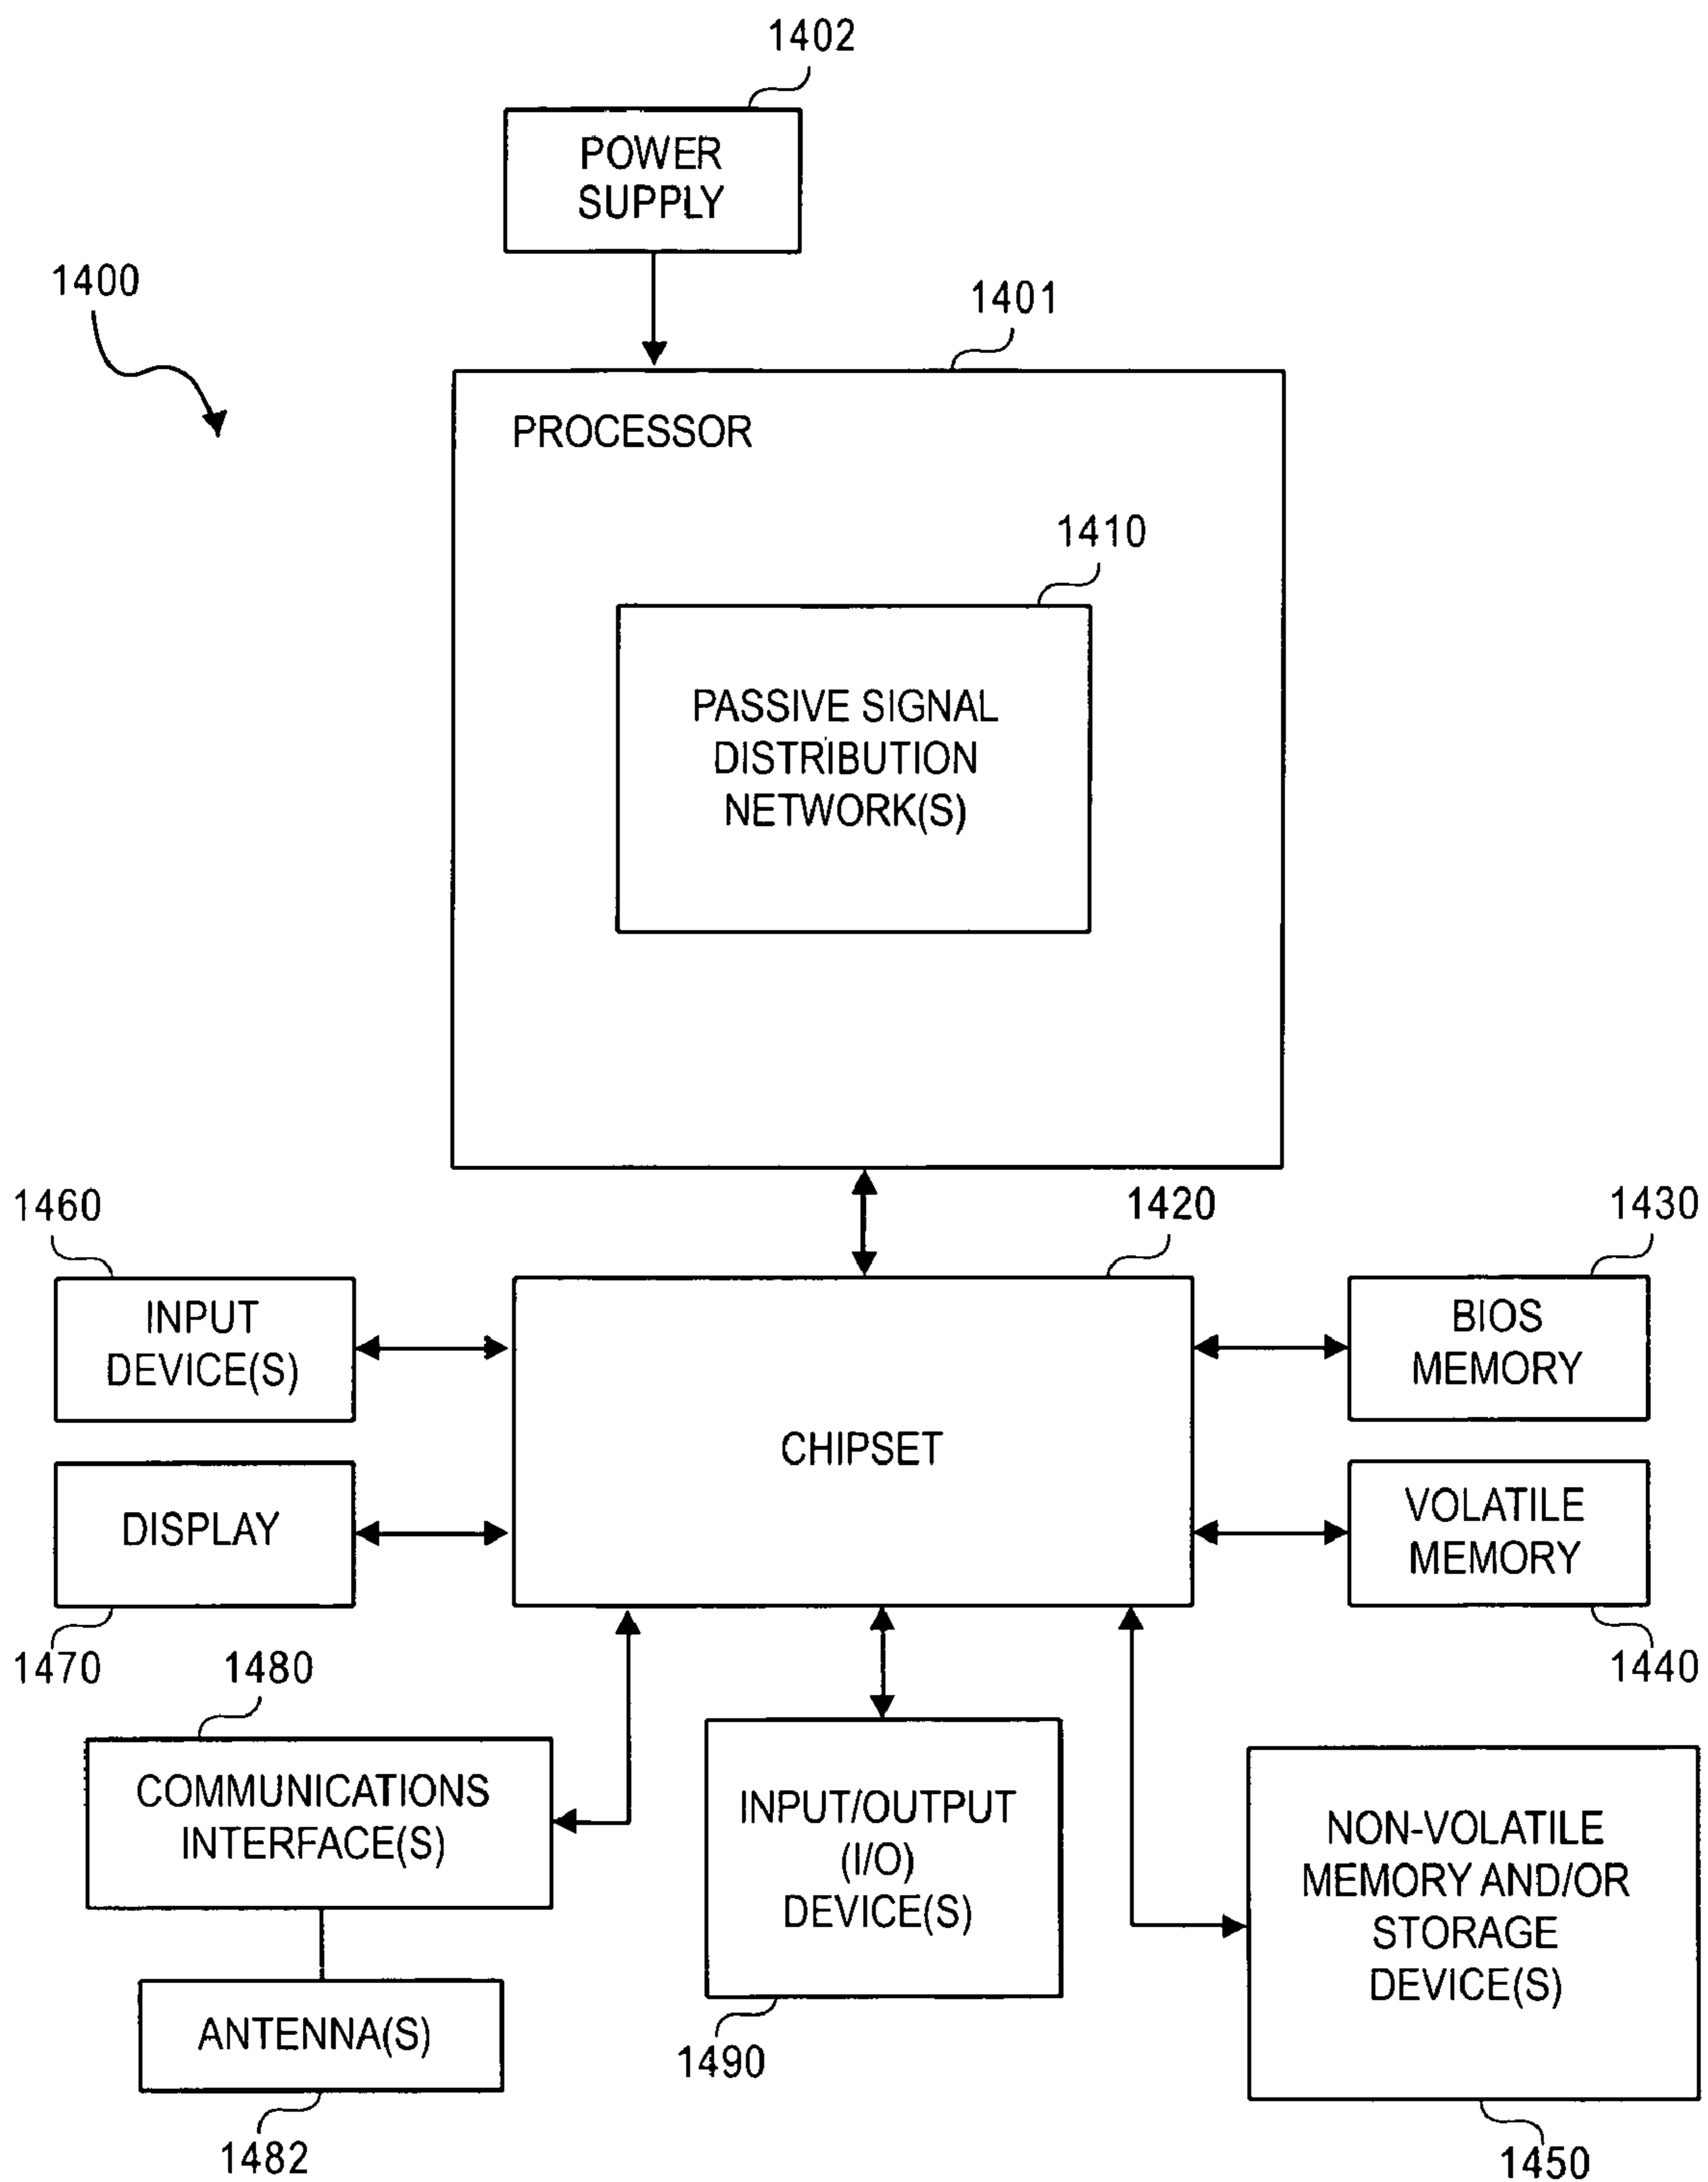 1402
POWER
SUPPLY
1400
1401
PROCESSOR
1410
PASSIVE SIGNAL
DISTRIBUTION
NETWORK(S)
1460
1420
1430
INPUT
DEVICE(S)
CHIPSET
BIOS
MEMORY
DISPLAY
VOLATILE
MEMORY
1470
1480
1440
COMMUNICATIONS
INTERFACE(S)
INPUT/OUTPUT
(I/O)
DEVICE(S)
NON-VOLATILE
MEMORY AND/OR
STORAGE
DEVICE(S)
ANTENNA(S)
1490
1482
1450